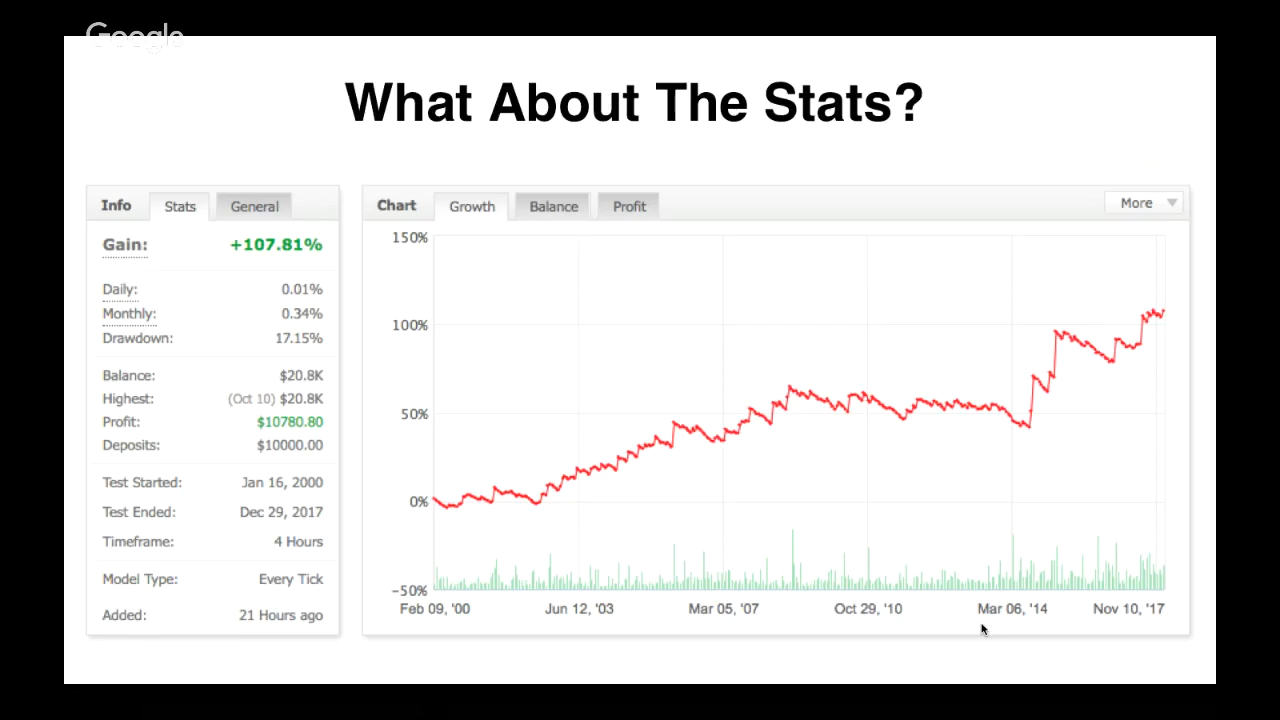 Google
What About The Stats?
Info Stats General
Gain: +107.81%
Daily: 0.01%
Monthly: 0.34%
Drawdown: 17.15%
Balance: $20.8K
Highest: (Oct 10) $20.8K
Profit: $10780.80
Deposits: $10000.00
Test Started: Jan 16, 2000
Test Ended: Dec 29, 2017
Timeframe: 4 Hours
Model Type: Every Tick
Added: 21 Hours ago
Chart Growth Balance Profit More
150%
100%
50%
0%
-50%
Feb 09, '00 Jun 12, '03 Mar 05, '07 Oct 29, '10 Mar 06, '14 Nov 10, '17